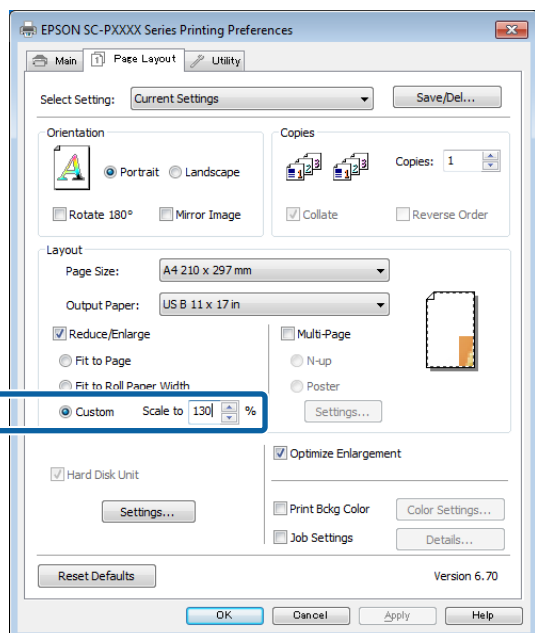 EPSON SC-PXXXX Series Printing Preferences
Main Page Layout Utility
Select Setting: Current Settings Save/Del...
Orientation Copies
Portrait Landscape Copies: 1
Rotate 180° Mirror Image Collate Reverse Order
Layout
Page Size: A4 210 x 297 mm
Output Paper: US B 11 x 17 in
Reduce/Enlarge Multi-Page
Fit to Page N-up
Fit to Roll Paper Width Poster
Custom Scale to 130 % Settings...
Optimize Enlargement
Hard Disk Unit
Settings... Print Bckg Color Color Settings...
Job Settings Details...
Reset Defaults Version 6.70
OK Cancel Apply Help